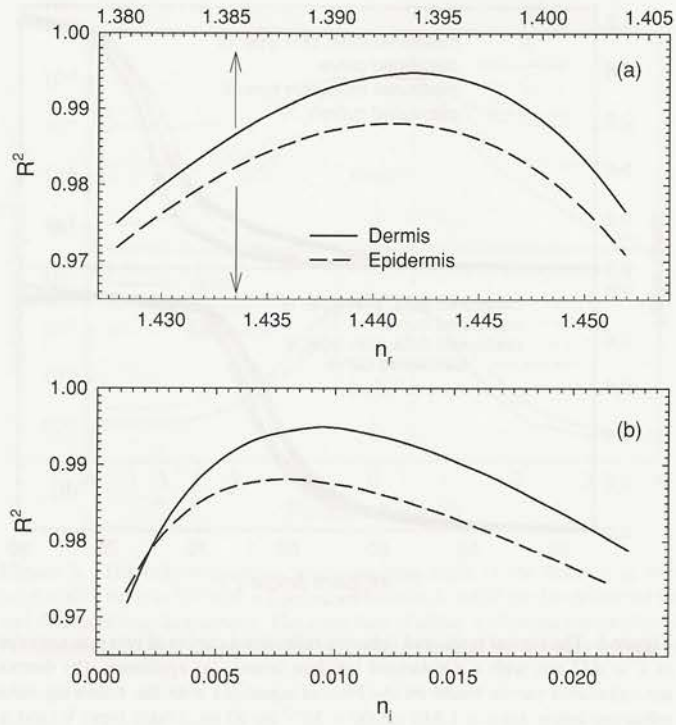 1.380 1.385 1.390 1.395 1.400 1.405
1.00
(a)
0.99
R²
0.98
Dermis
Epidermis
0.97
1.430 1.435 1.440 1.445 1.450
nr
1.00
(b)
0.99
R²
0.98
0.97
0.000 0.005 0.010 0.015 0.020
ni